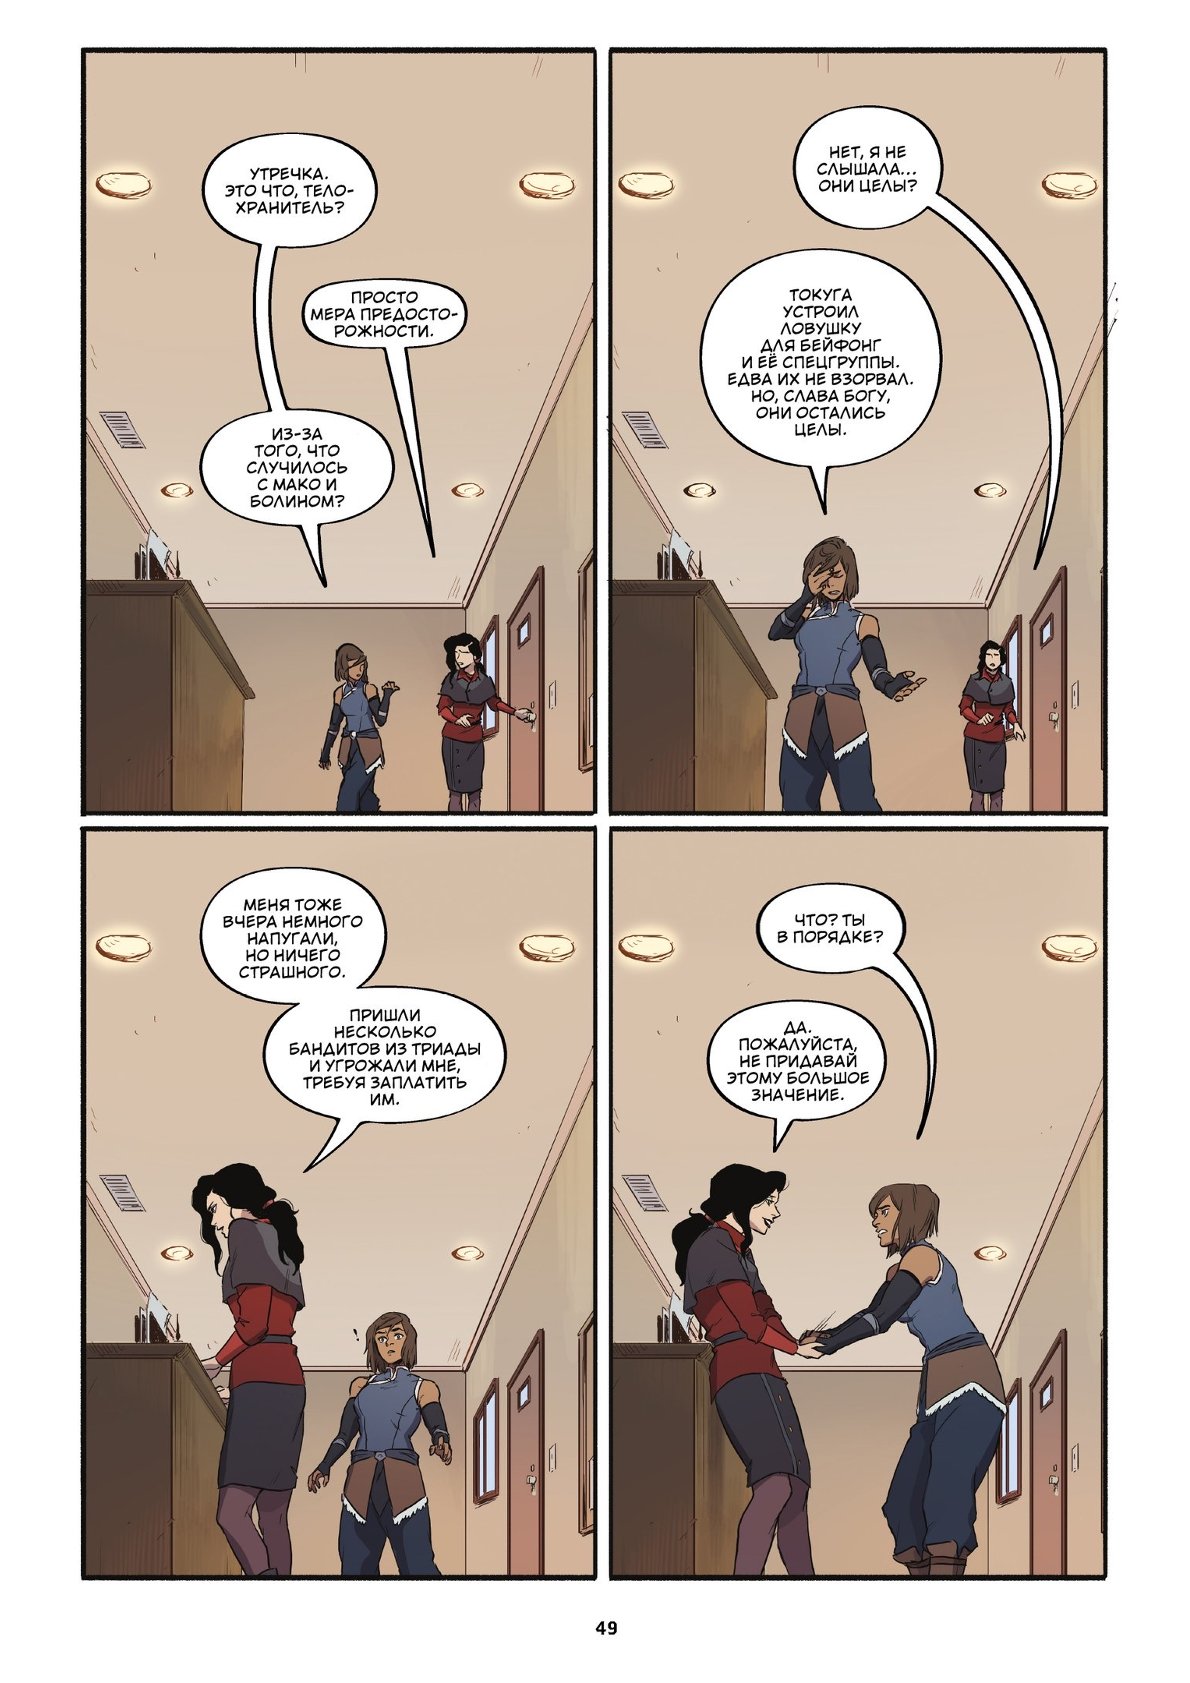 УТРЕЧКА.
ЭТО ЧТО, ТЕЛО-
ХРАНИТЕЛЬ?
ПРОСТО
МЕРА ПРЕДОСТО-
РОЖНОСТИ.
ИЗ-ЗА
ТОГО, ЧТО
СЛУЧИЛОСЬ
С МАКО И
БОЛИНОМ?
НЕТ, Я НЕ
СЛЫШАЛА...
ОНИ ЦЕЛЫ?
ТОКУГА
УСТРОИЛ
ЛОВУШКУ
ДЛЯ БЕЙФОНГ
И ЕЁ СПЕЦГРУППЫ.
ЕДВА ИХ НЕ ВЗОРВАЛ.
НО, СЛАВА БОГУ,
ОНИ ОСТАЛИСЬ
ЦЕЛЫ.
МЕНЯ ТОЖЕ
ВЧЕРА НЕМНОГО
НАПУГАЛИ,
НО НИЧЕГО
СТРАШНОГО.
ПРИШЛИ
НЕСКОЛЬКО
БАНДИТОВ ИЗ ТРИАДЫ
И УГРОЖАЛИ МНЕ,
ТРЕБУЯ ЗАПЛАТИТЬ
ИМ.
!
ЧТО? ТЫ
В ПОРЯДКЕ?
ДА.
ПОЖАЛУЙСТА,
НЕ ПРИДАВАЙ
ЭТОМУ БОЛЬШОЕ
ЗНАЧЕНИЕ.
49